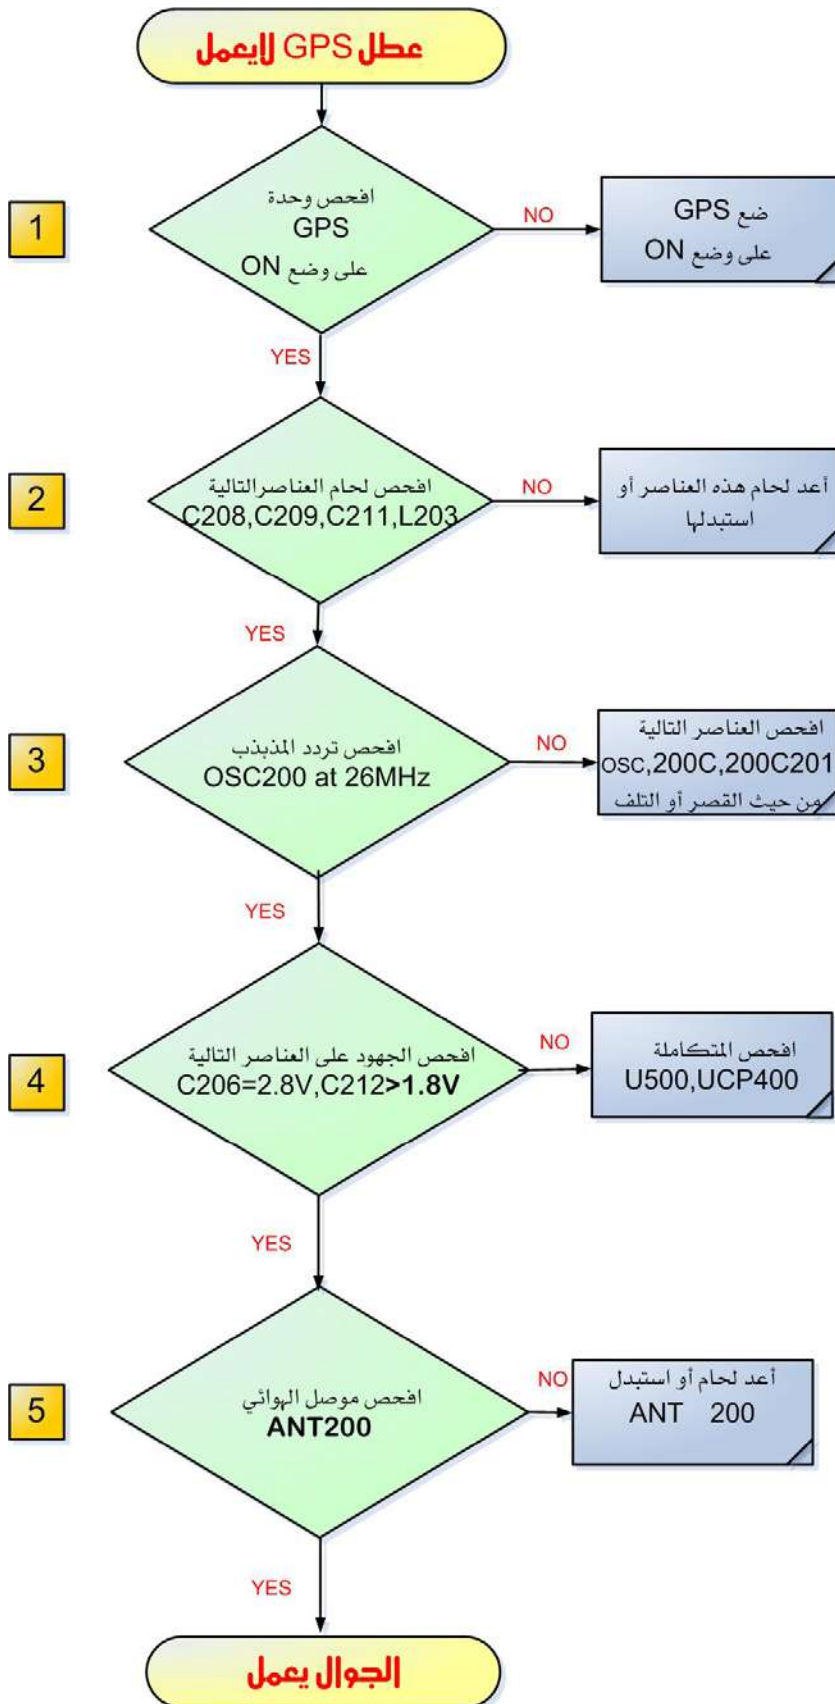 عطل GPS لايعمل
1
افحص وحدة
GPS
على وضع ON
NO
ضع GPS
على وضع ON
YES
2
افحص لحام العناصرالتالية
C208,C209,C211,L203
NO
أعد لحام هذه العناصر أو
استبدلها
YES
3
افحص تردد المذبذب
OSC200 at 26MHz
NO
افحص العناصر التالية
OSC,200C,200C201
من حيث القصر أو التلف
YES
4
افحص الجهود على العناصر التالية
C206=2.8V,C212>1.8V
NO
افحص المتكاملة
U500,UCP400
YES
5
افحص موصل الهوائي
ANT200
NO
أعد لحام أو استبدل
ANT 200
YES
الجوال يعمل